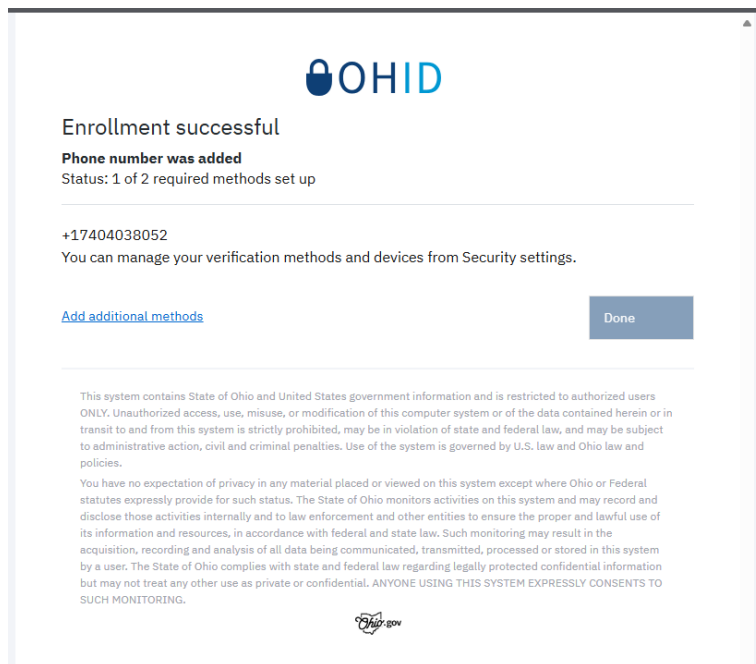 OHID
Enrollment successful
Phone number was added
Status: 1 of 2 required methods set up
+17404038052
You can manage your verification methods and devices from Security settings.
Add additional methods
Done
This system contains State of Ohio and United States government information and is restricted to authorized users
ONLY. Unauthorized access, use, misuse, or modification of this computer system or of the data contained herein or in
transit to and from this system is strictly prohibited, may be in violation of state and federal law, and may be subject
to administrative action, civil and criminal penalties. Use of the system is governed by U.S. law and Ohio law and
policies.
You have no expectation of privacy in any material placed or viewed on this system except where Ohio or Federal
statutes expressly provide for such status. The State of Ohio monitors activities on this system and may record and
disclose those activities internally and to law enforcement and other entities to ensure the proper and lawful use of
its information and resources, in accordance with federal and state law. Such monitoring may result in the
acquisition, recording and analysis of all data being communicated, transmitted, processed or stored in this system
by a user. The State of Ohio complies with state and federal law regarding legally protected confidential information
but may not treat any other use as private or confidential. ANYONE USING THIS SYSTEM EXPRESSLY CONSENTS TO
SUCH MONITORING.
Ohio.gov